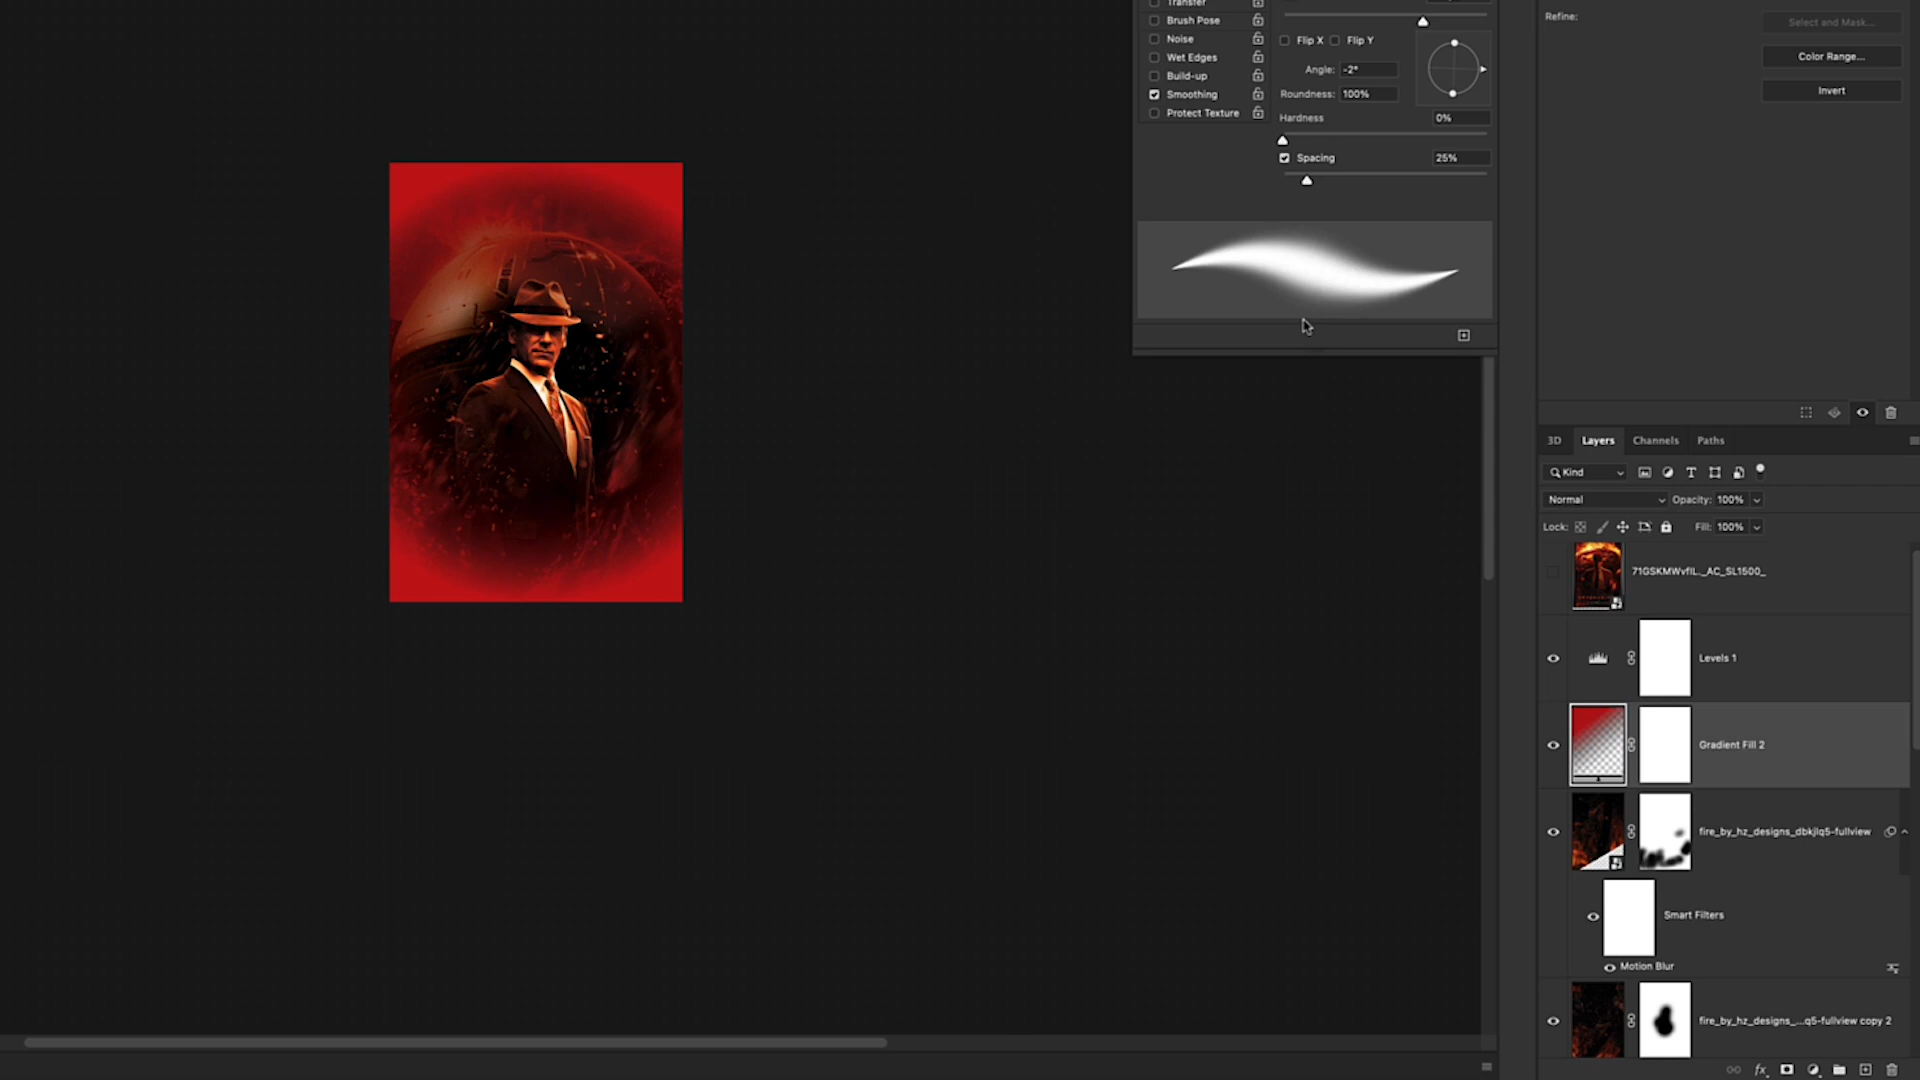 Transfer
Brush Pose
Noise
Wet Edges
Build-up
Smoothing
Protect Texture
Flip X Flip Y
Angle: -2°
Roundness: 100%
Hardness 0%
Spacing 25%
Refine:
Select and Mask...
Color Range...
Invert
3D Layers Channels Paths
Kind
Normal Opacity: 100%
Lock: Fill: 100%
71GSKMWvfIL._AC_SL1500_
Levels 1
Gradient Fill 2
fire_by_hz_designs_dbkjlq5-fullview
Smart Filters
Motion Blur
fire_by_hz_designs_...q5-fullview copy 2
fx